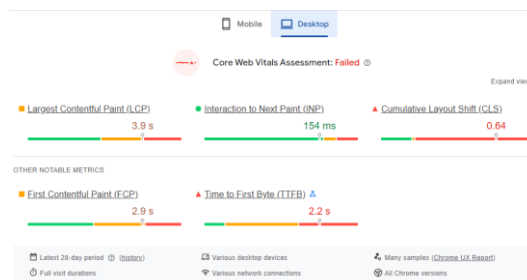 Mobile Desktop
Core Web Vitals Assessment: Failed
Expand view
Largest Contentful Paint (LCP) Interaction to Next Paint (INP) Cumulative Layout Shift (CLS)
3.9 s 154 ms 0.64
OTHER NOTABLE METRICS
First Contentful Paint (FCP) Time to First Byte (TTFB)
2.9 s 2.2 s
Latest 28-day period (history) Various desktop devices Many samples (Chrome UX Report)
Full visit durations Various network connections All Chrome versions